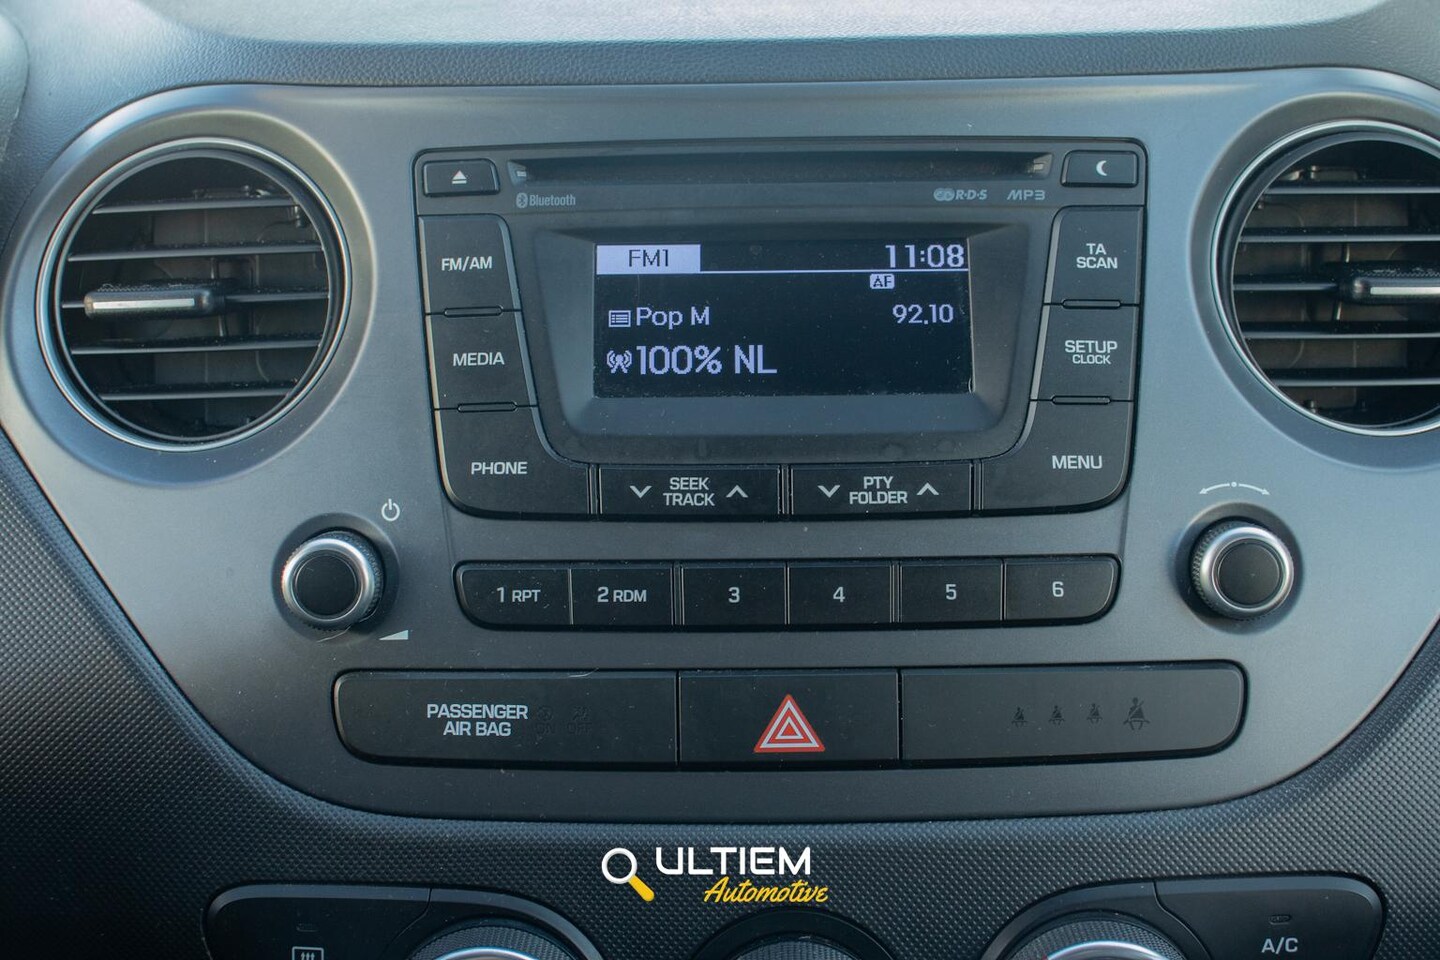 Bluetooth
R·D·S
MP3
FM/AM
FM1
11:08
TA
SCAN
AF
Pop M
92.10
MEDIA
100% NL
SETUP
CLOCK
PHONE
SEEK
TRACK
PTY
FOLDER
MENU
1 RPT
2 RDM
3
4
5
6
PASSENGER
AIR BAG
ULTIEM
Automotive
A/C